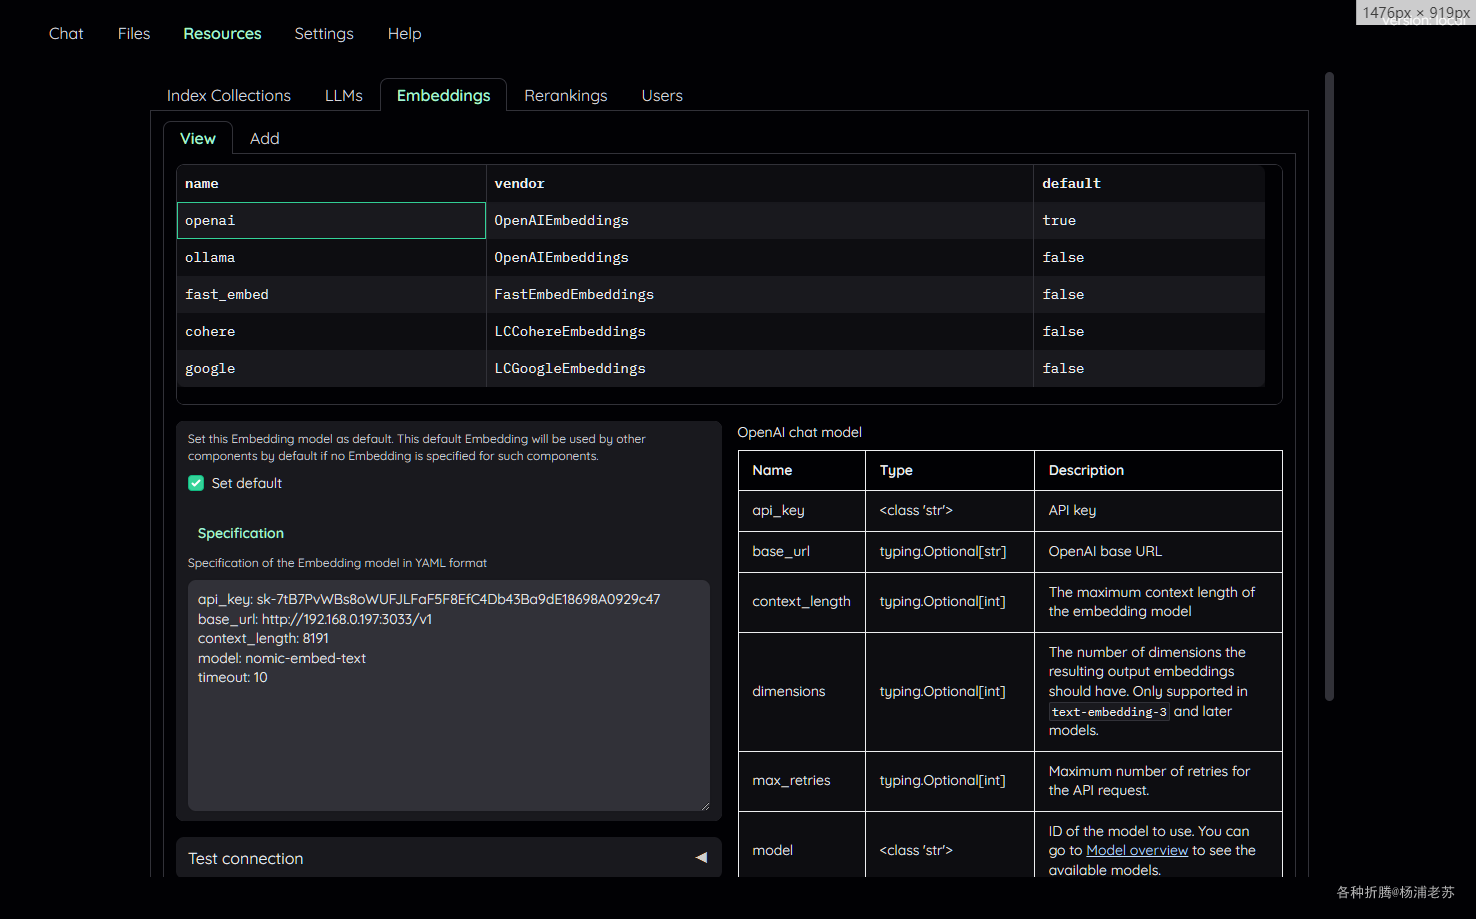 Chat Files Resources Settings Help
1476px × 919px
Index Collections LLMs Embeddings Rerankings Users
View Add
name vendor default
openai OpenAIEmbeddings true
ollama OpenAIEmbeddings false
fast_embed FastEmbedEmbeddings false
cohere LCCohereEmbeddings false
google LCGoogleEmbeddings false
Set this Embedding model as default. This default Embedding will be used by other
components by default if no Embedding is specified for such components.
Set default
Specification
Specification of the Embedding model in YAML format
api_key: sk-7tB7PvWBs8oWUFJLFaF5F8EfC4Db43Ba9dE18698A0929c47
base_url: http://192.168.0.197:3033/v1
context_length: 8191
model: nomic-embed-text
timeout: 10
Test connection
OpenAI chat model
Name Type Description
api_key <class 'str'> API key
base_url typing.Optional[str] OpenAI base URL
context_length typing.Optional[int] The maximum context length of
the embedding model
dimensions typing.Optional[int] The number of dimensions the
resulting output embeddings
should have. Only supported in
text-embedding-3 and later
models.
max_retries typing.Optional[int] Maximum number of retries for
the API request.
model <class 'str'> ID of the model to use. You can
go to Model overview to see the
available models.
各种折腾@杨浦老苏